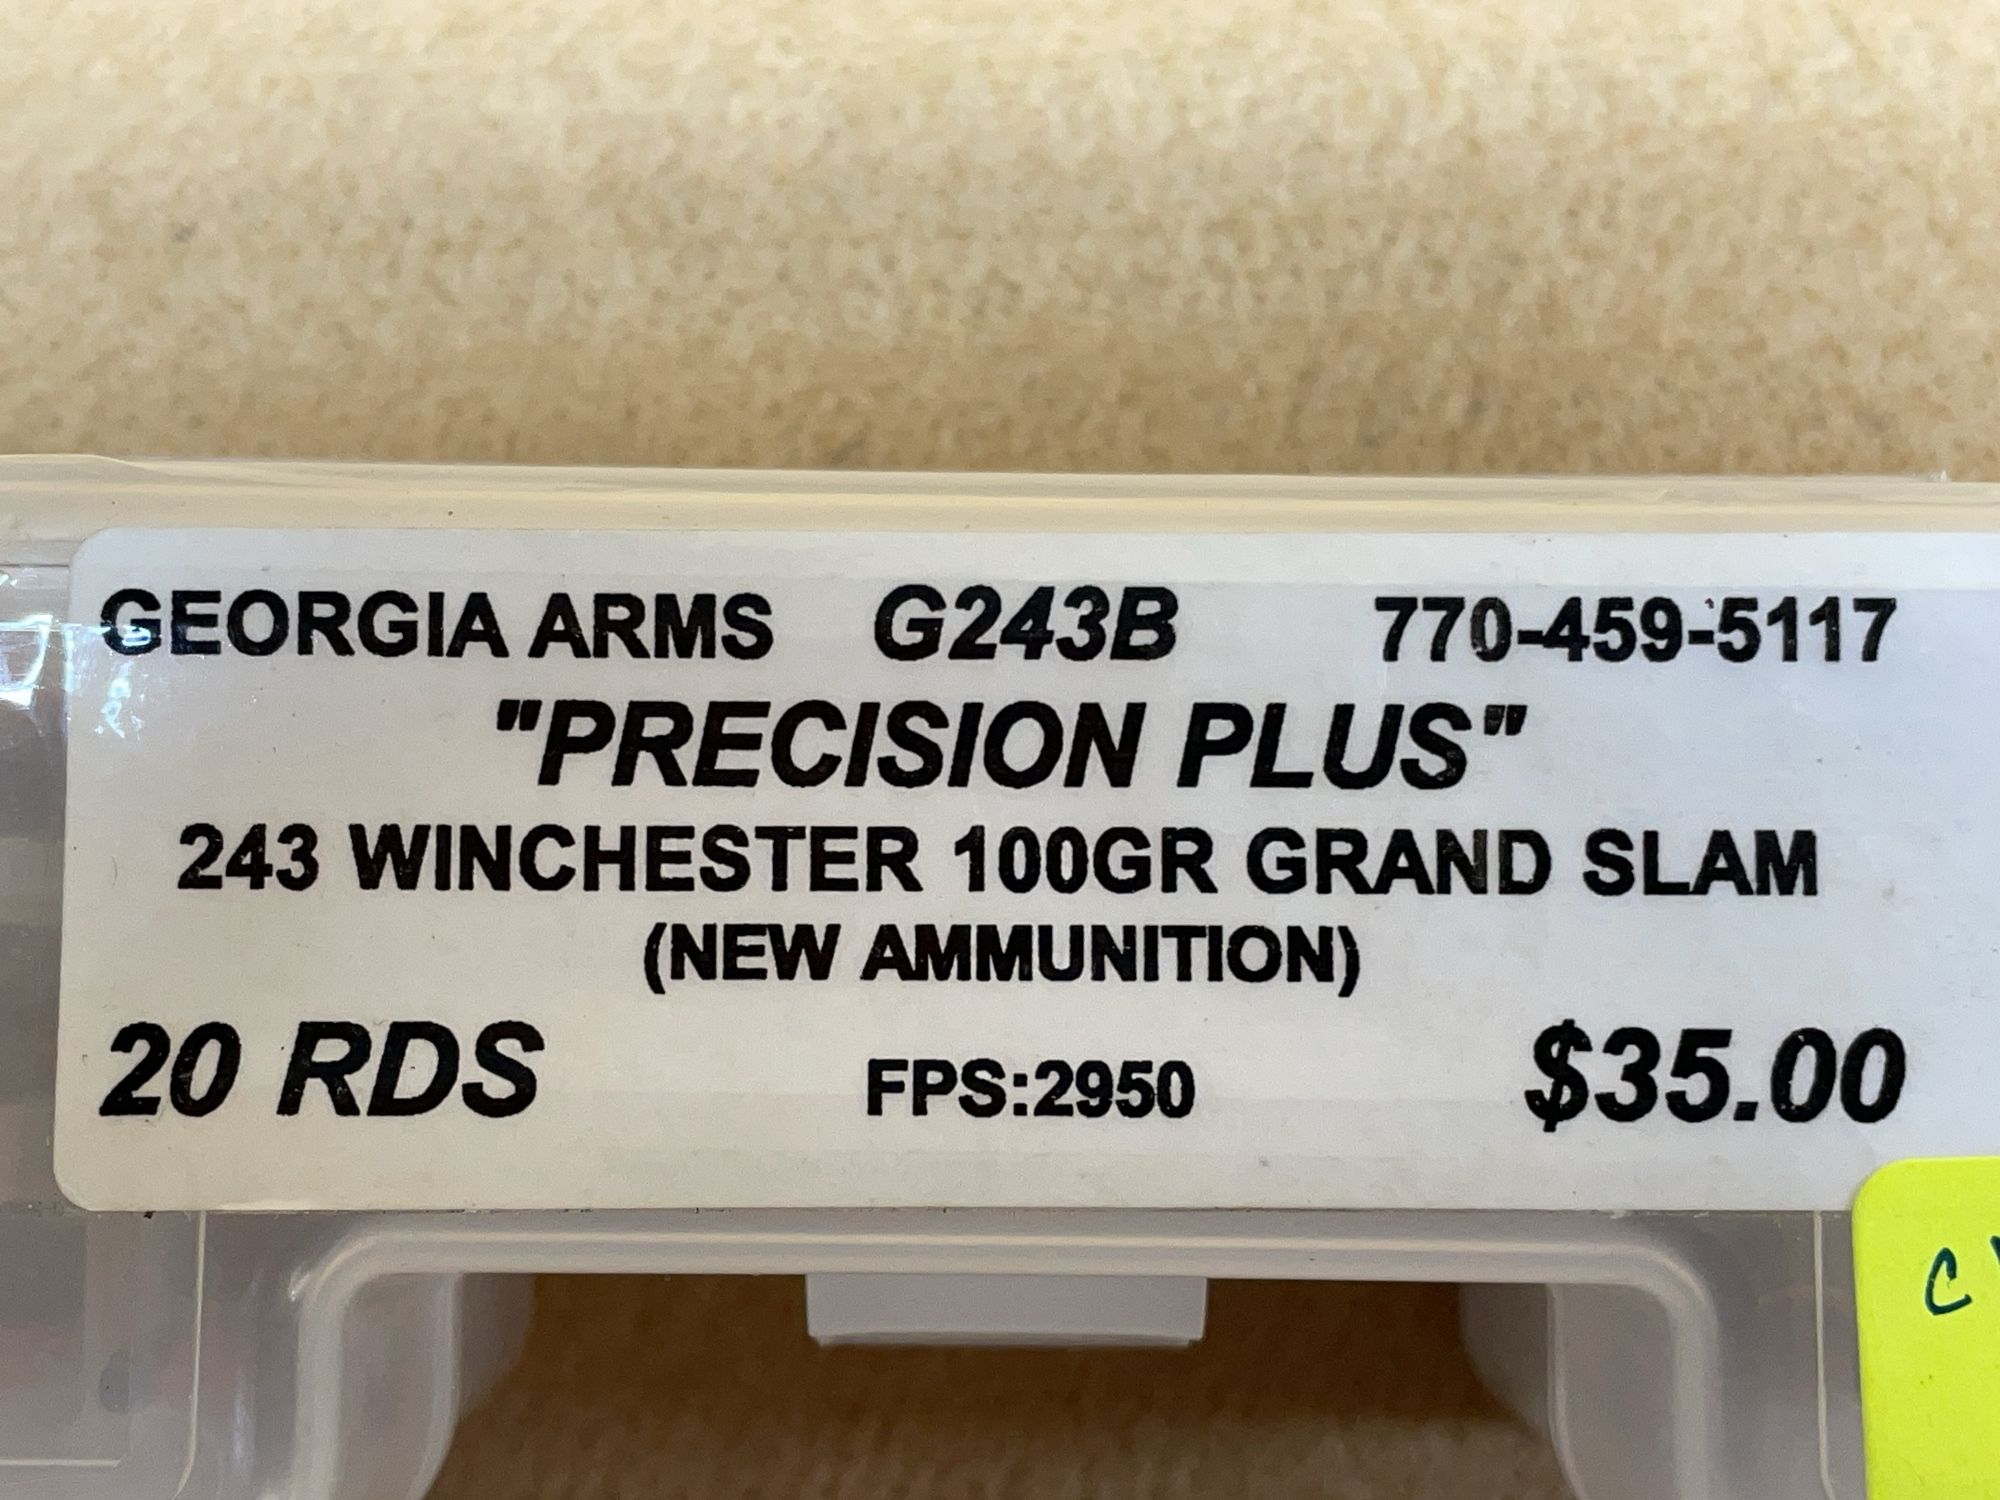 GEORGIA ARMS G243B 770-459-5117
"PRECISION PLUS"
243 WINCHESTER 100GR GRAND SLAM
(NEW AMMUNITION)
20 RDS FPS:2950 $35.00